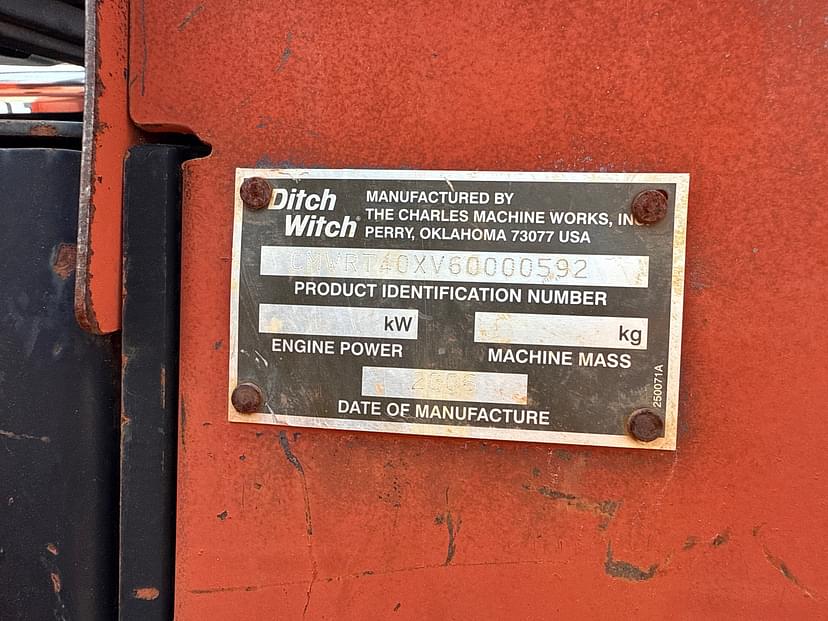 Ditch Witch®
MANUFACTURED BY
THE CHARLES MACHINE WORKS, INC
PERRY, OKLAHOMA 73077 USA
CMWRT40XV60000592
PRODUCT IDENTIFICATION NUMBER
kW
ENGINE POWER
kg
MACHINE MASS
2006
DATE OF MANUFACTURE
250071A